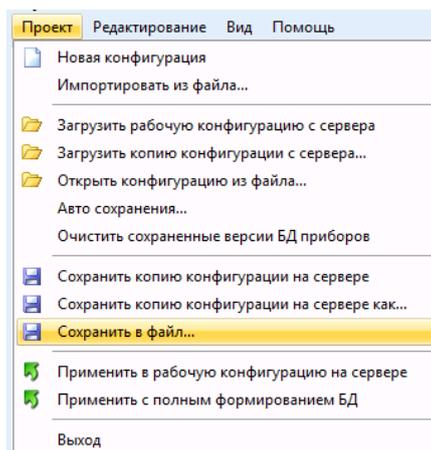 Проект Редактирование Вид Помощь
Новая конфигурация
Импортировать из файла...
Загрузить рабочую конфигурацию с сервера
Загрузить копию конфигурации с сервера...
Открыть конфигурацию из файла...
Авто сохранения...
Очистить сохраненные версии БД приборов
Сохранить копию конфигурации на сервере
Сохранить копию конфигурации на сервере как...
Сохранить в файл...
Применить в рабочую конфигурацию на сервере
Применить с полным формированием БД
Выход